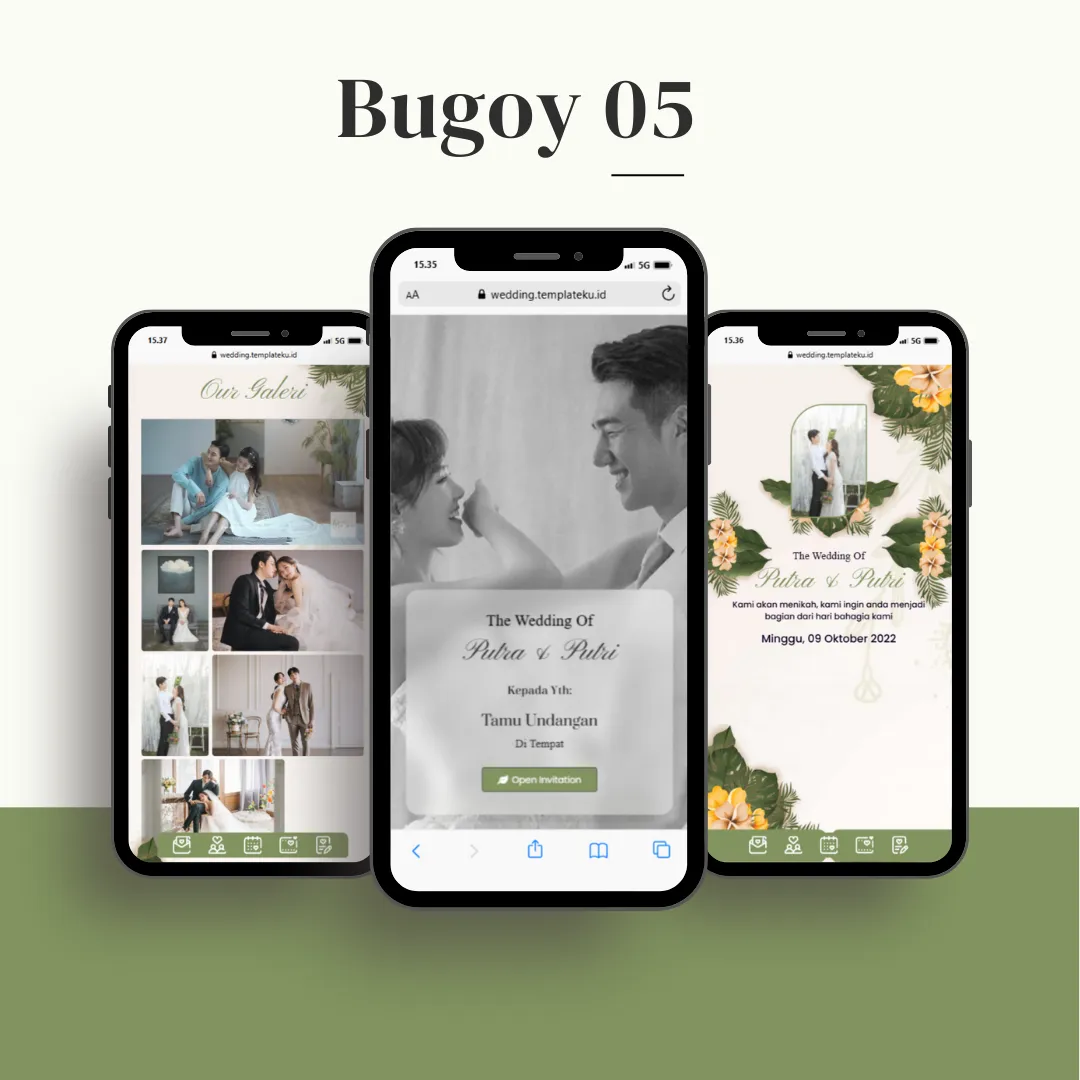 Bugoy 05
15.37
5G
wedding.templateku.id
Our Galeri
15.35
5G
AA
wedding.templateku.id
The Wedding Of
Putra & Putri
Kepada Yth:
Tamu Undangan
Di Tempat
Open Invitation
15.36
5G
wedding.templateku.id
The Wedding Of
Putra & Putri
Kami akan menikah, kami ingin anda menjadi
bagian dari hari bahagia kami
Minggu, 09 Oktober 2022